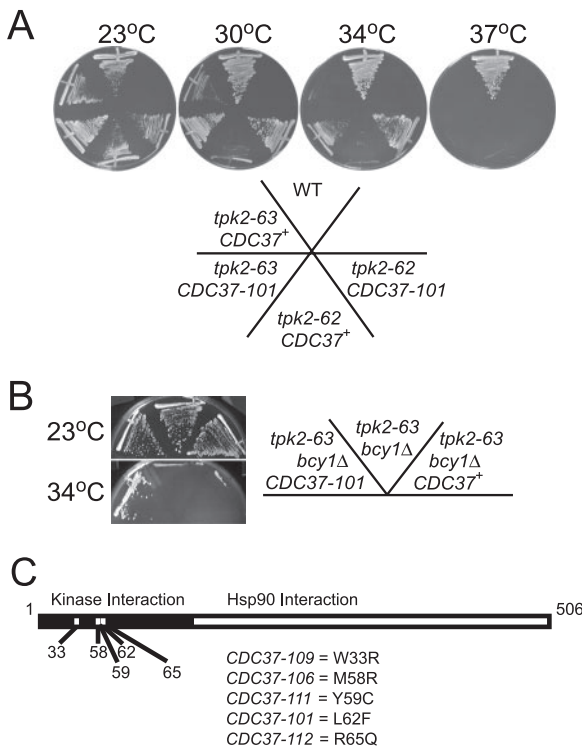 A
23°C 30°C 34°C 37°C
WT
tpk2-63
CDC37+
tpk2-63
CDC37-101
tpk2-62
CDC37-101
tpk2-62
CDC37+
B
23°C
34°C
tpk2-63
bcy1Δ
CDC37-101
tpk2-63
bcy1Δ
tpk2-63
bcy1Δ
CDC37+
C
Kinase Interaction Hsp90 Interaction
1 506
33 58 62
59 65
CDC37-109 = W33R
CDC37-106 = M58R
CDC37-111 = Y59C
CDC37-101 = L62F
CDC37-112 = R65Q